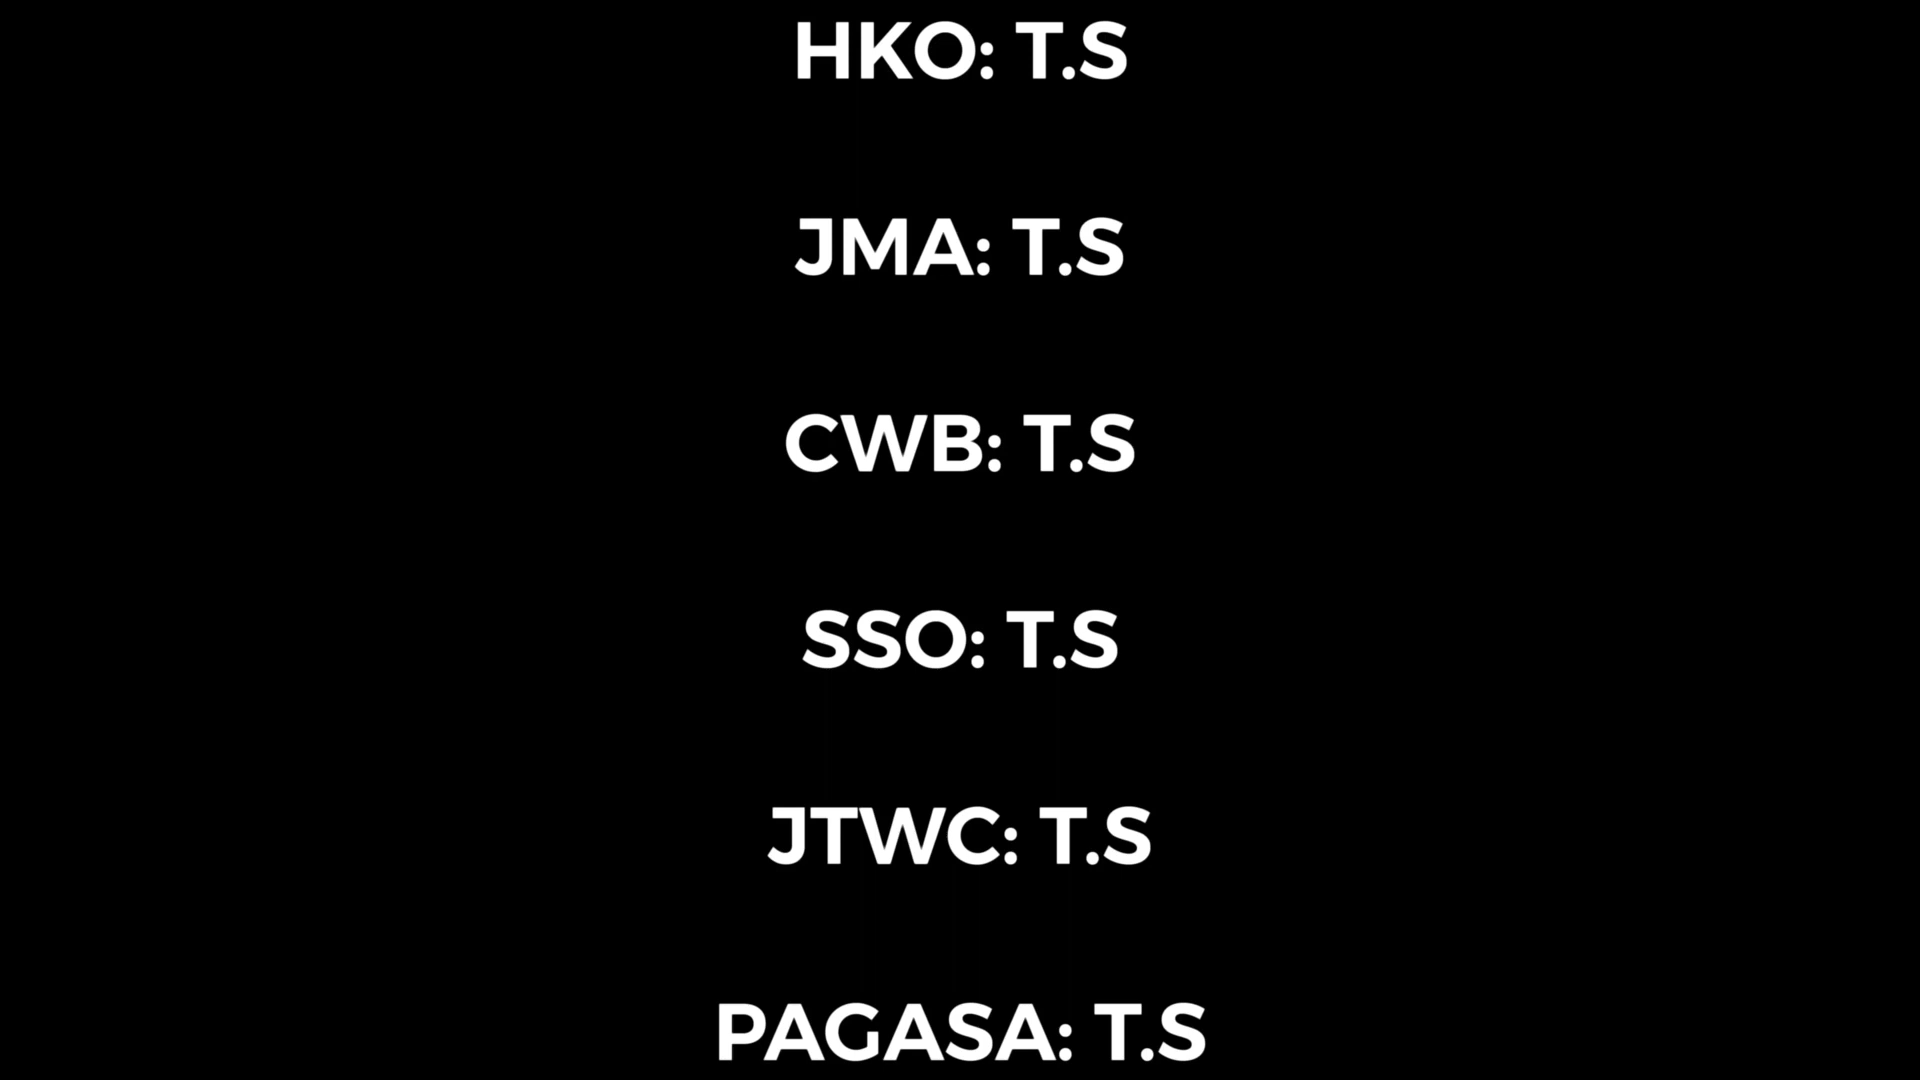 HKO: T.S
JMA: T.S
CWB: T.S
SSO: T.S
JTWC: T.S
PAGASA: T.S